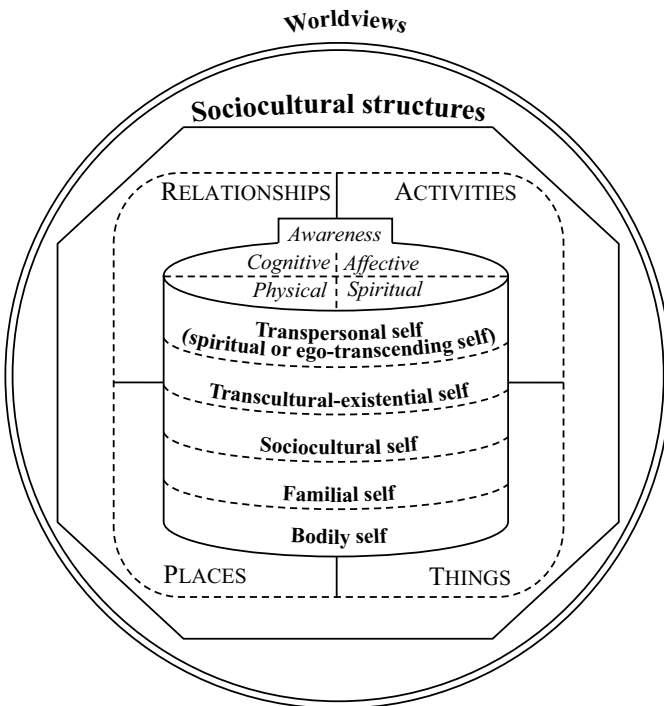 Worldviews
Sociocultural structures
RELATIONSHIPS ACTIVITIES
Awareness
Cognitive Affective
Physical Spiritual
Transpersonal self
(spiritual or ego-transcending self)
Transcultural-existential self
Sociocultural self
Familial self
Bodily self
PLACES THINGS